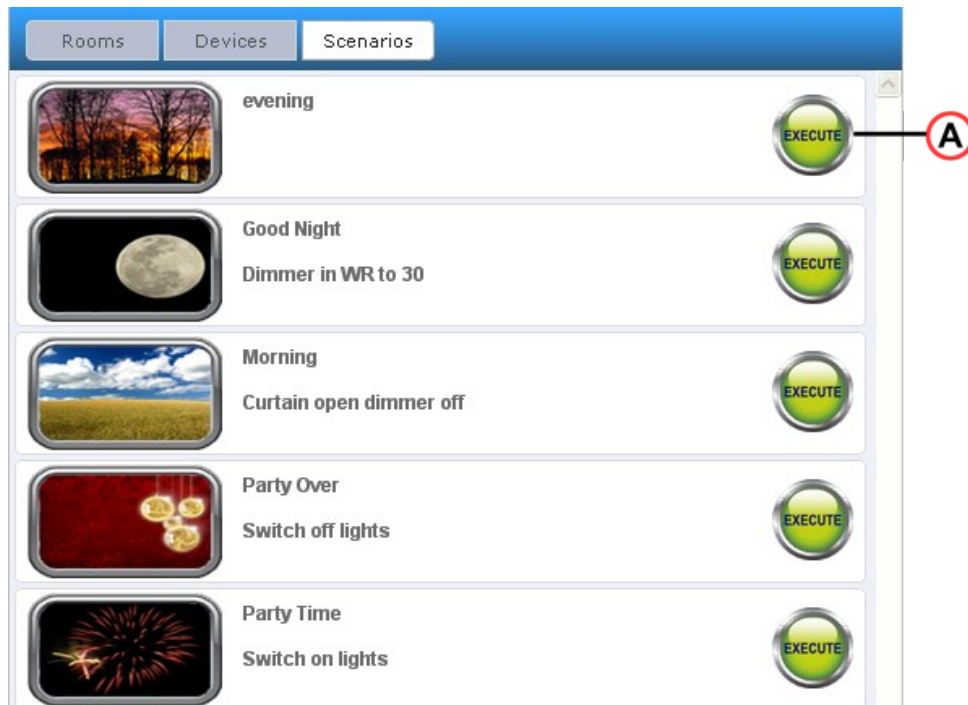 Rooms Devices Scenarios
evening
EXECUTE
A
Good Night
Dimmer in WR to 30
EXECUTE
Morning
Curtain open dimmer off
EXECUTE
Party Over
Switch off lights
EXECUTE
Party Time
Switch on lights
EXECUTE